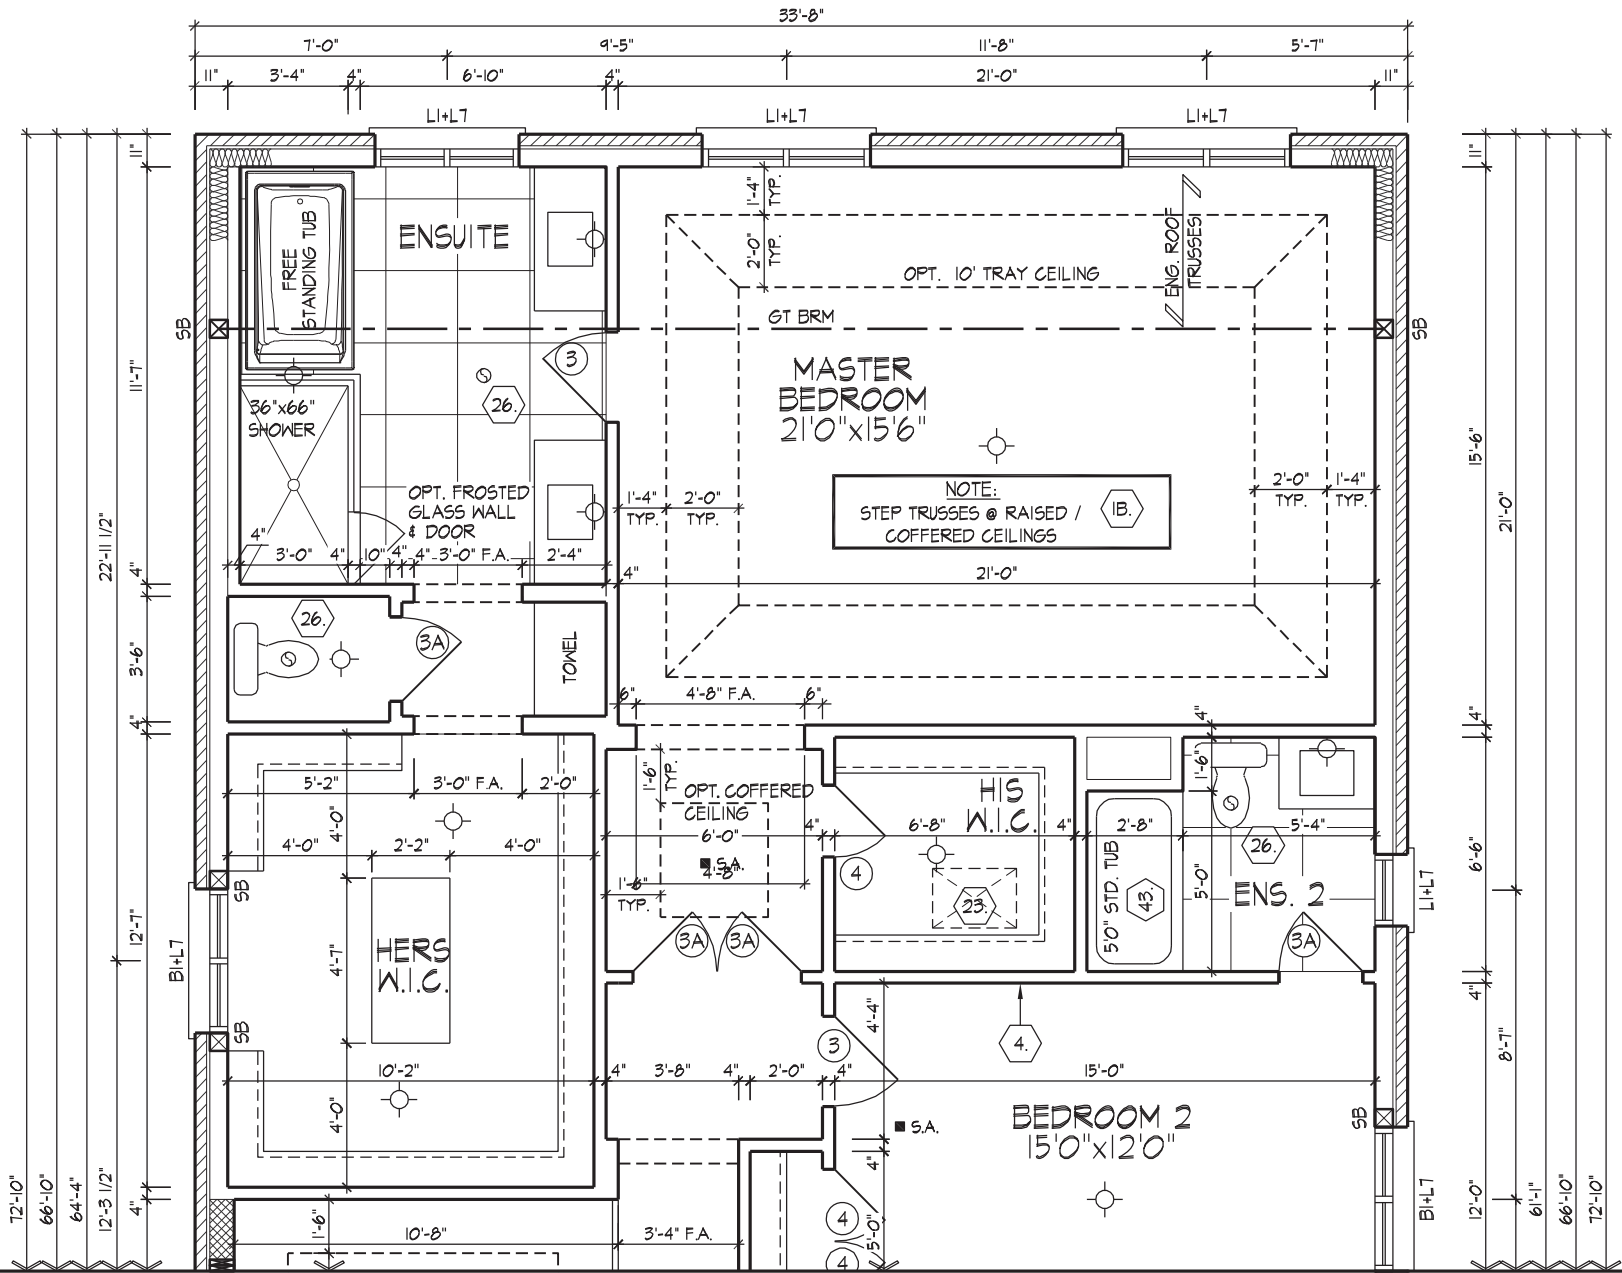 33'-8"
7'-0"
9'-5"
11'-8"
5'-7"
11"
3'-4"
4"
6'-10"
4"
21'-0"
11"
L1+L7
L1+L7
L1+L7
11"
11"
1'-4"
TYP.
2'-0"
TYP.
ENG. ROOF
TRUSSES
FREE
STANDING TUB
ENSUITE
OPT. 10' TRAY CEILING
GT BRM
SB
SB
3
MASTER
BEDROOM
21'0"x15'6"
11'-7"
26.
36"x66"
SHOWER
15'-6"
21'-0"
OPT. FROSTED
GLASS WALL
& DOOR
1'-4"
TYP.
2'-0"
TYP.
NOTE:
STEP TRUSSES @ RAISED /
COFFERED CEILINGS
1B.
2'-0"
TYP.
1'-4"
TYP.
22'-11 1/2"
4"
3'-0"
4"
10"
4"
4"
3'-0" F.A.
2'-4"
4"
21'-0"
4"
26.
3A
TOWEL
3'-6"
6"
4'-8" F.A.
6"
4"
4"
4"
5'-2"
3'-0" F.A.
2'-0"
1'-6"
TYP.
OPT. COFFERED
CEILING
HIS
W.I.C.
1'-6"
4'-0"
4'-0"
2'-2"
4'-0"
6'-0"
4"
6'-8"
4"
2'-8"
5'-4"
26.
6'-6"
S.A.
4'-8"
4
1'-6"
TYP.
23.
5'0" STD. TUB
43.
5'-0"
ENS. 2
L1+L7
SB
12'-7"
B1+L7
4'-7"
HERS
W.I.C.
3A
3A
3A
4"
SB
4'-4"
3
4.
8'-7"
10'-2"
4"
3'-8"
4"
2'-0"
4"
15'-0"
4'-0"
S.A.
BEDROOM 2
15'0"x12'0"
SB
4"
72'-10"
66'-10"
64'-4"
12'-3 1/2"
4"
1'-6"
10'-8"
3'-4" F.A.
4
4
5'-0"
B1+L7
12'-0"
61'-1"
66'-10"
72'-10"